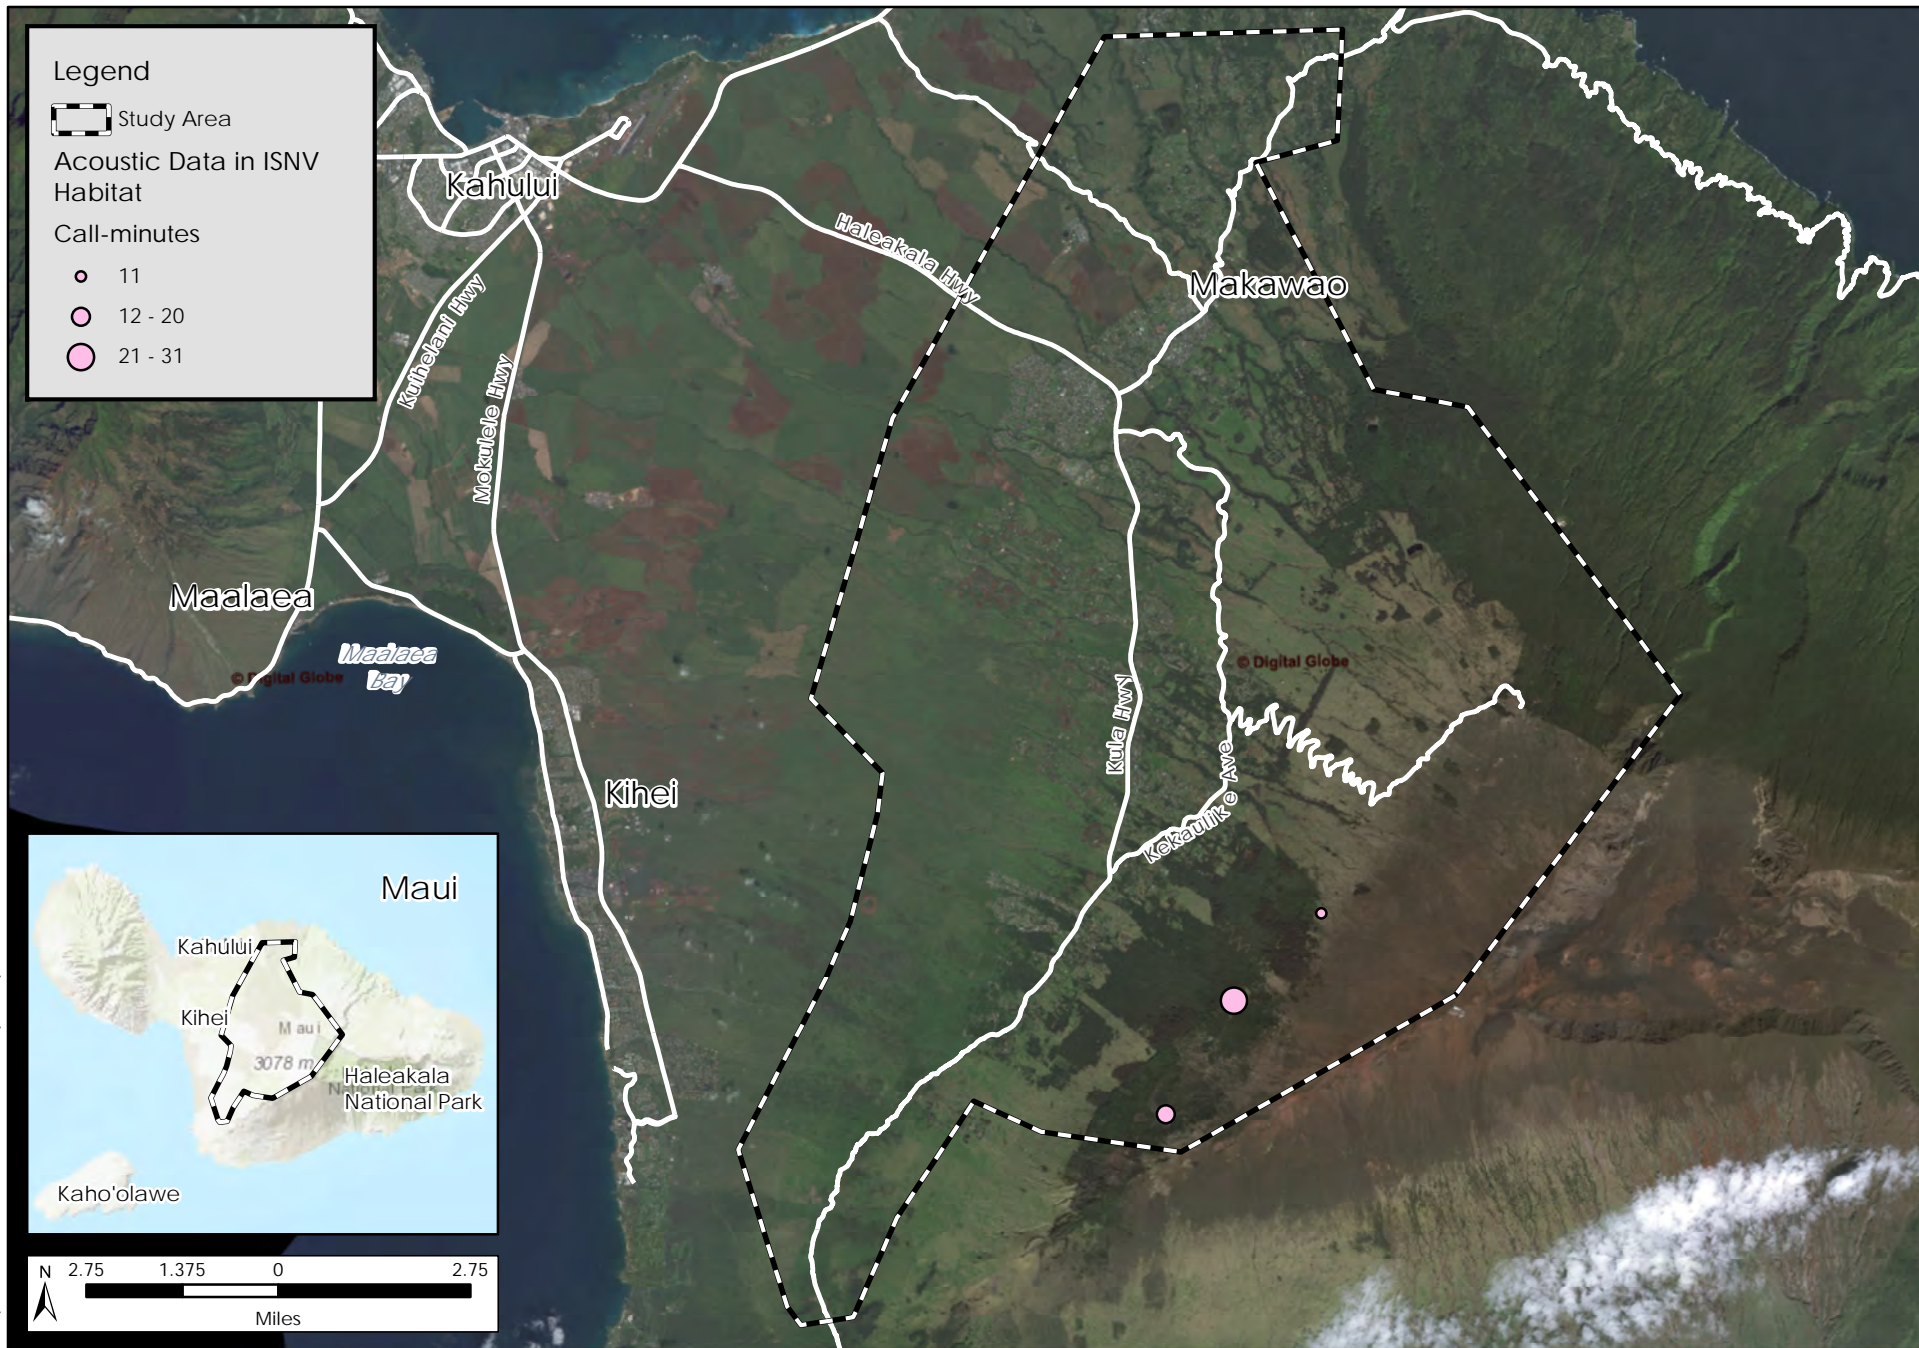 Legend
Study Area
Acoustic Data in ISNV
Habitat
Call-minutes
11
12 - 20
21 - 31
Kahului
Haleakala Hwy
Makawao
Kuihelani Hwy
Mokulele Hwy
Maalaea
Maalaea
Bay
© Digital Globe
© Digital Globe
Kula Hwy
Kekaulike Ave
Kihei
Maui
Kahului
Kihei
Maui
3078 m
Haleakala
National Park
Kaho'olawe
N
2.75 1.375 0 2.75
Miles